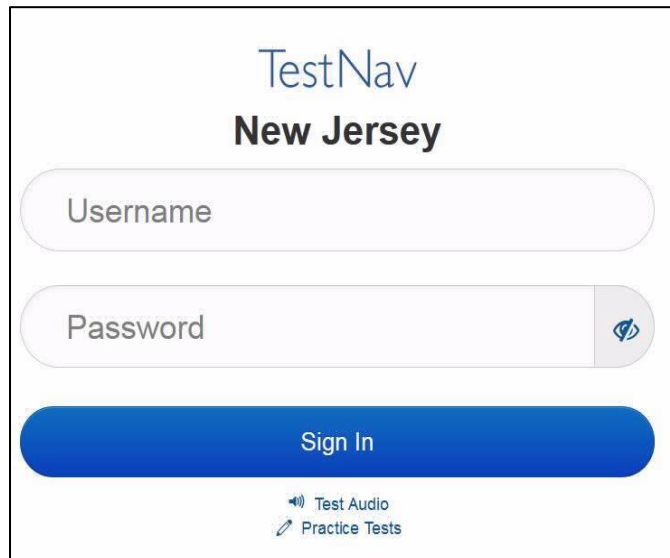 TestNav
New Jersey
Username
Password
Sign In
Test Audio
Practice Tests